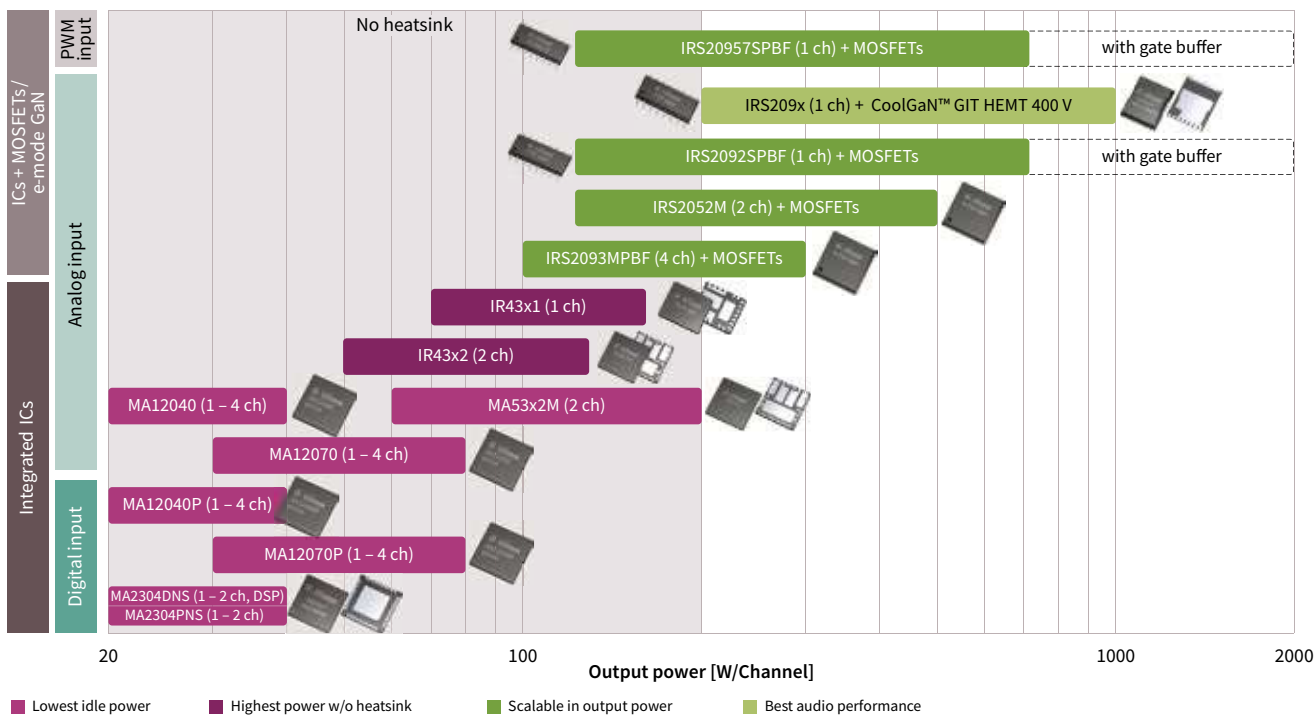 No heatsink
PWM
input
IRS20957SPBF (1 ch) + MOSFETs
with gate buffer
ICs + MOSFETs/
e-mode GaN
IRS209x (1 ch) + CoolGaN™ GIT HEMT 400 V
IRS2092SPBF (1 ch) + MOSFETs
with gate buffer
IRS2052M (2 ch) + MOSFETs
Analog input
IRS2093MPBF (4 ch) + MOSFETs
IR43x1 (1 ch)
IR43x2 (2 ch)
Integrated ICs
MA12040 (1 – 4 ch)
MA53x2M (2 ch)
MA12070 (1 – 4 ch)
Digital input
MA12040P (1 – 4 ch)
MA12070P (1 – 4 ch)
MA2304DNS (1 – 2 ch, DSP)
MA2304PNS (1 – 2 ch)
20
100
1000
2000
Output power [W/Channel]
Lowest idle power
Highest power w/o heatsink
Scalable in output power
Best audio performance